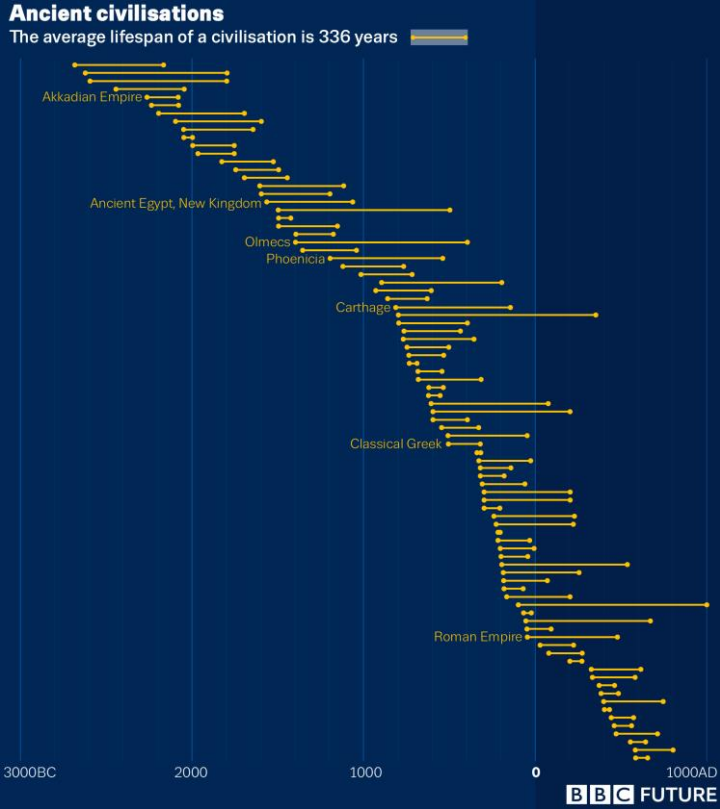 Ancient civilisations
The average lifespan of a civilisation is 336 years
Akkadian Empire
Ancient Egypt, New Kingdom
Olmecs
Phoenicia
Carthage
Classical Greek
Roman Empire
3000BC 2000 1000 0 1000AD
BBC FUTURE